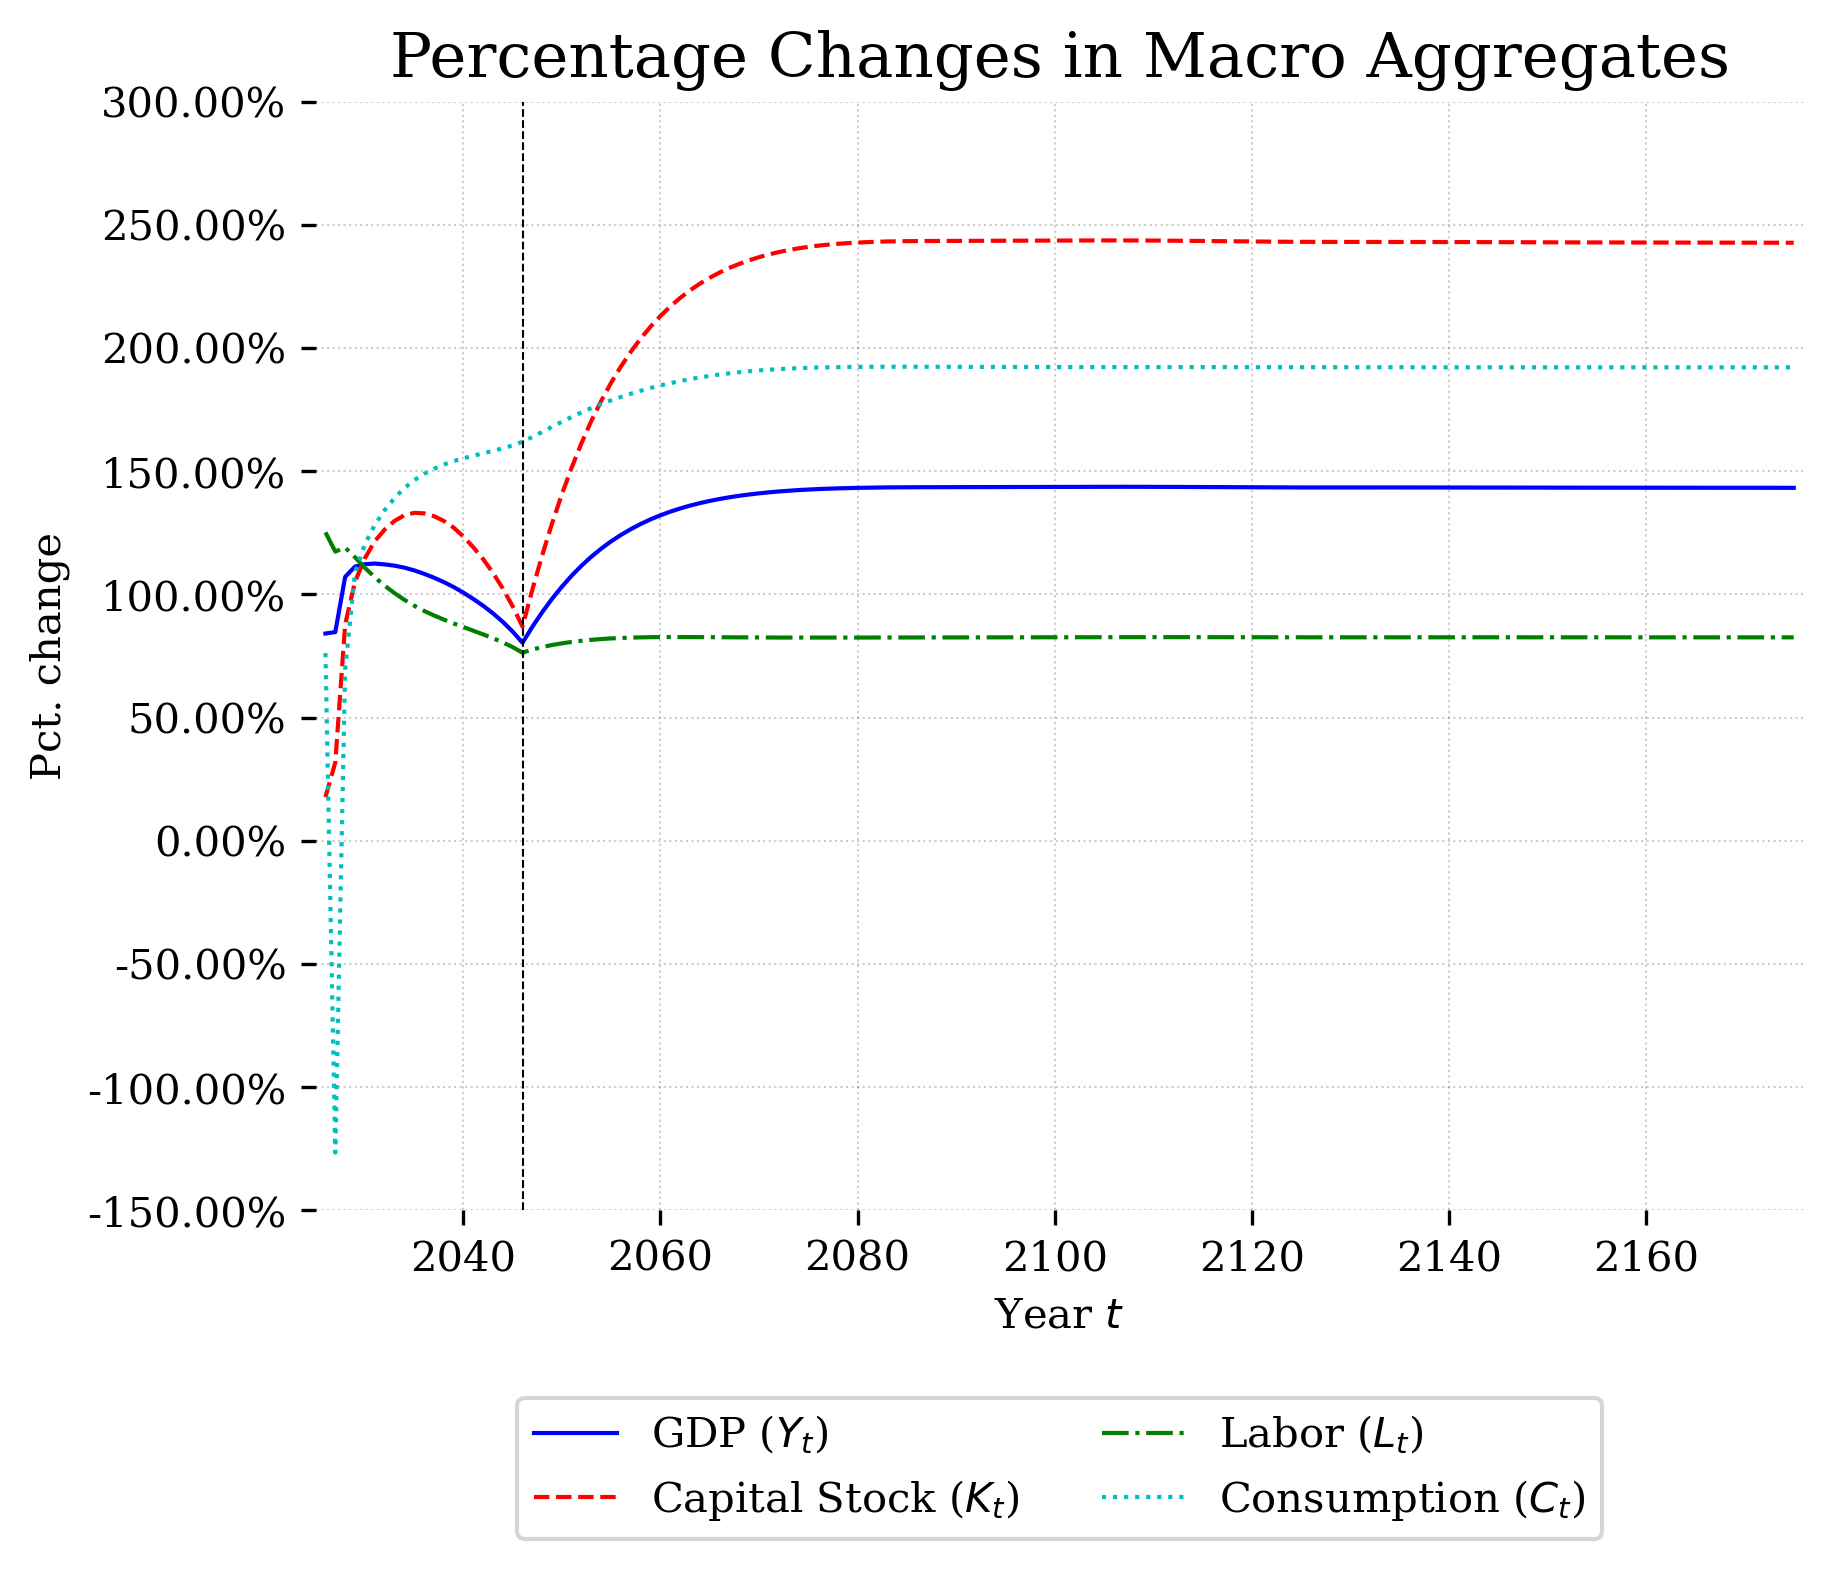 Percentage Changes in Macro Aggregates
300.00%
250.00%
200.00%
150.00%
100.00%
50.00%
0.00%
-50.00%
-100.00%
-150.00%
Pct. change
2040 2060 2080 2100 2120 2140 2160
Year t
GDP (Yₜ) Labor (Lₜ)
Capital Stock (Kₜ) Consumption (Cₜ)